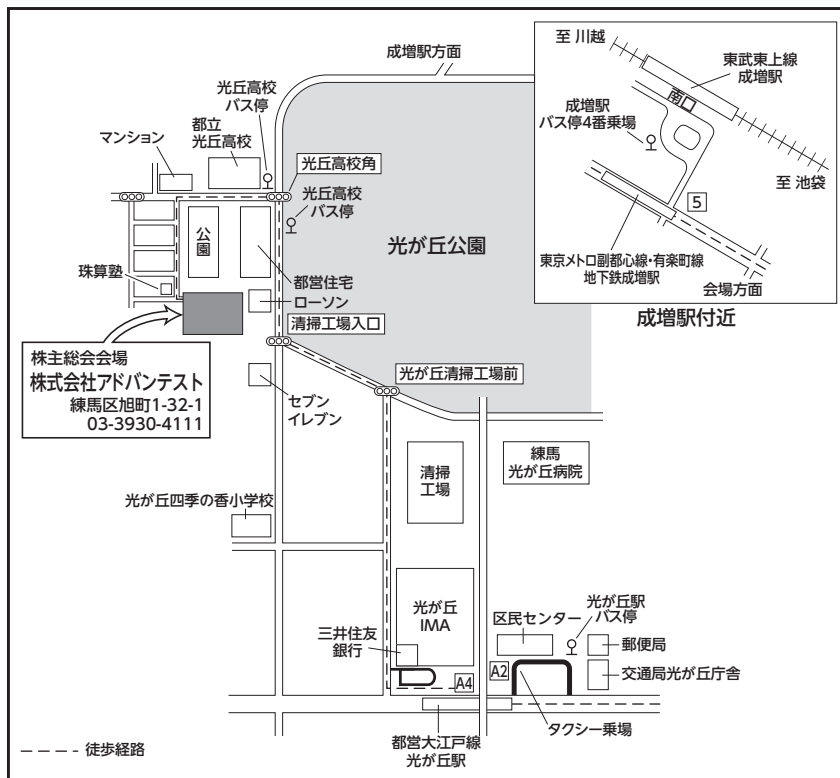 成増駅方面
光丘高校
バス停
都立
光丘高校
マンション
光丘高校角
光丘高校
バス停
公園
光が丘公園
都営住宅
珠算塾
ローソン
清掃工場入口
株主総会会場
株式会社アドバンテスト
練馬区旭町1-32-1
03-3930-4111
光が丘清掃工場前
セブン
イレブン
清掃
工場
練馬
光が丘病院
光が丘四季の香小学校
光が丘
IMA
三井住友
銀行
区民センター
光が丘駅
バス停
郵便局
交通局光が丘庁舎
A4
A2
タクシー乗場
都営大江戸線
光が丘駅
徒歩経路
至 川越
東武東上線
成増駅
南口
成増駅
バス停4番乗場
至 池袋
5
東京メトロ副都心線・有楽町線
地下鉄成増駅
会場方面
成増駅付近